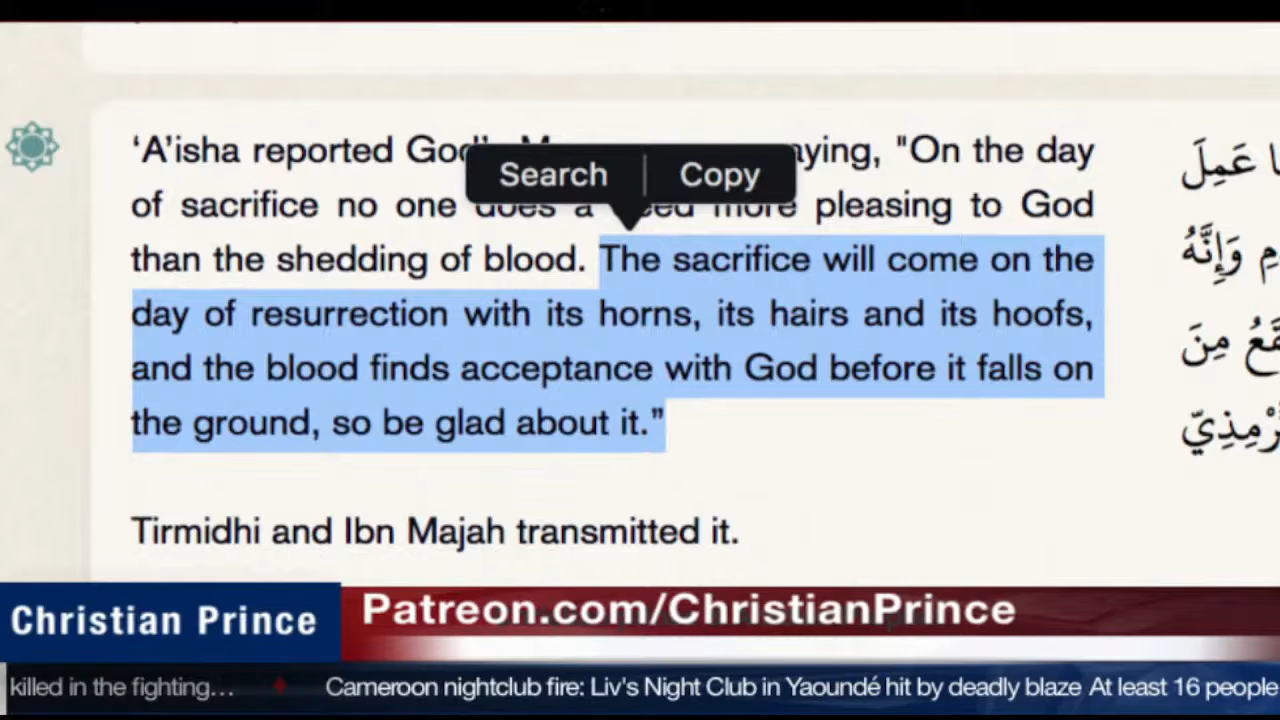 ‘A’isha reported God’s M aying, "On the day
Search Copy
of sacrifice no one does a deed more pleasing to God
than the shedding of blood. The sacrifice will come on the
day of resurrection with its horns, its hairs and its hoofs,
and the blood finds acceptance with God before it falls on
the ground, so be glad about it.”
Tirmidhi and Ibn Majah transmitted it.
عَمِلَ
وَإِنَّهُ
مِنَ
Christian Prince
Patreon.com/ChristianPrince
killed in the fighting…
Cameroon nightclub fire: Liv's Night Club in Yaoundé hit by deadly blaze At least 16 people